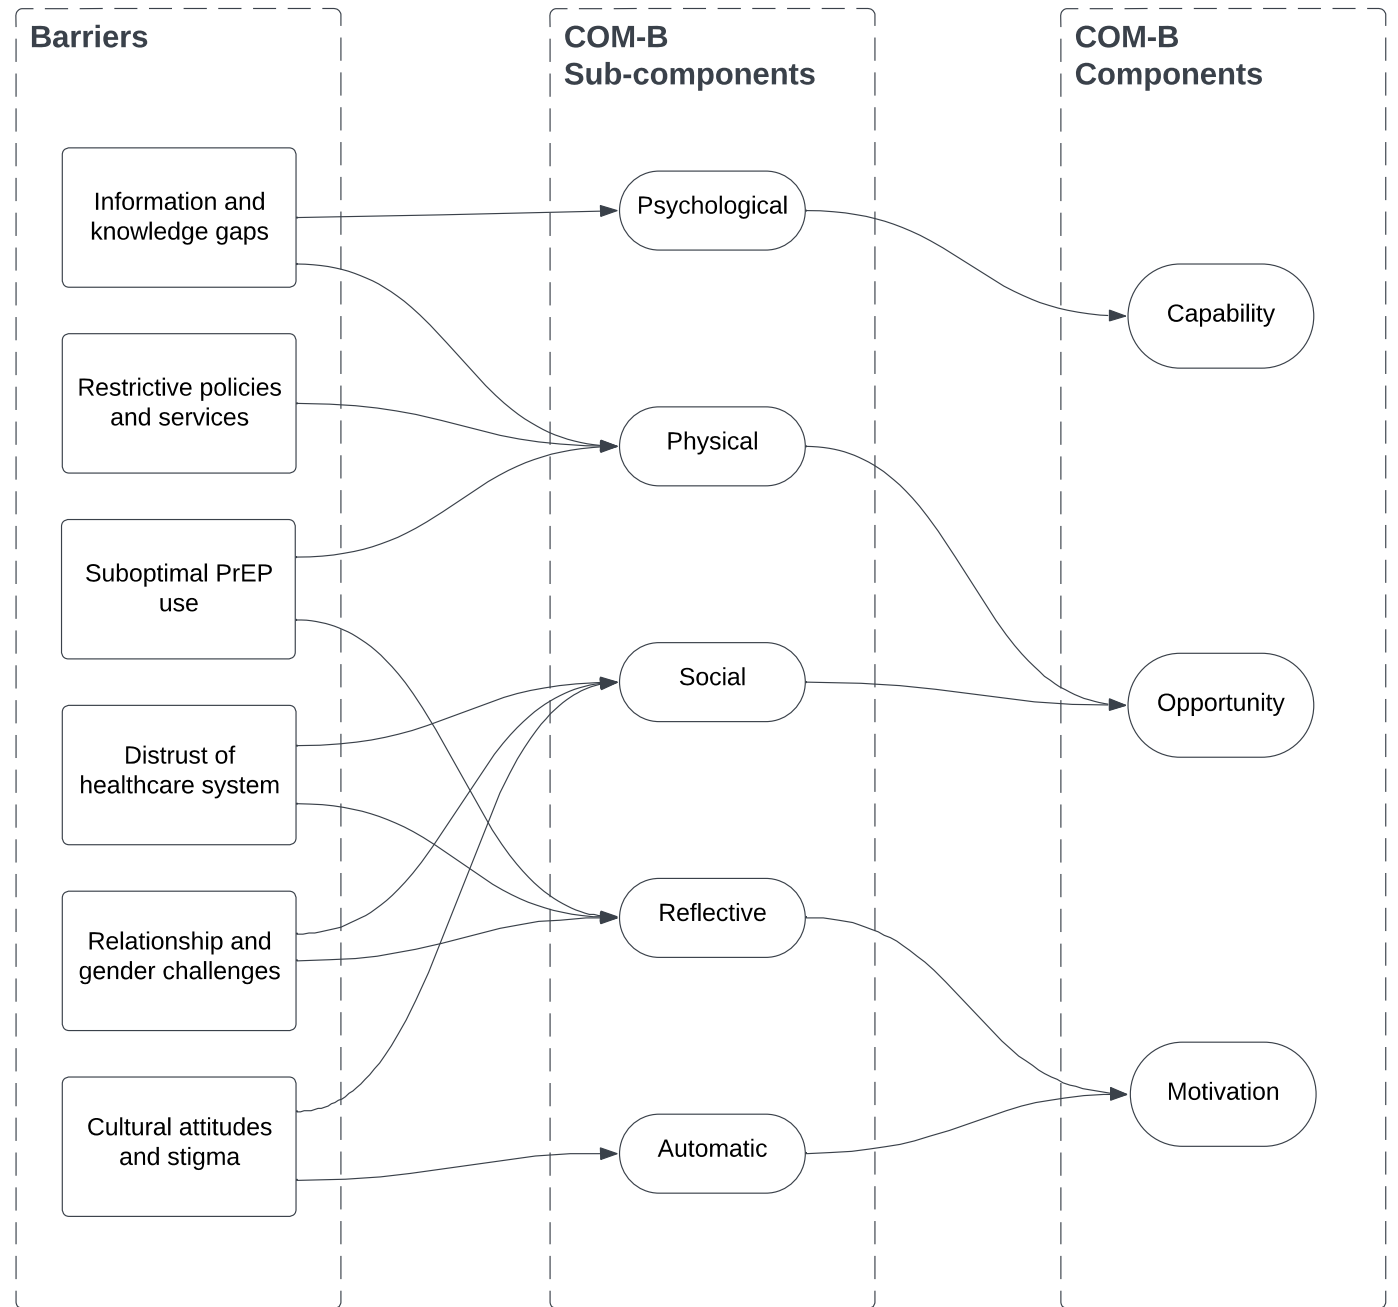 Barriers
Information and
knowledge gaps
Restrictive policies
and services
Suboptimal PrEP
use
Distrust of
healthcare system
Relationship and
gender challenges
Cultural attitudes
and stigma
COM-B
Sub-components
Psychological
Physical
Social
Reflective
Automatic
COM-B
Components
Capability
Opportunity
Motivation